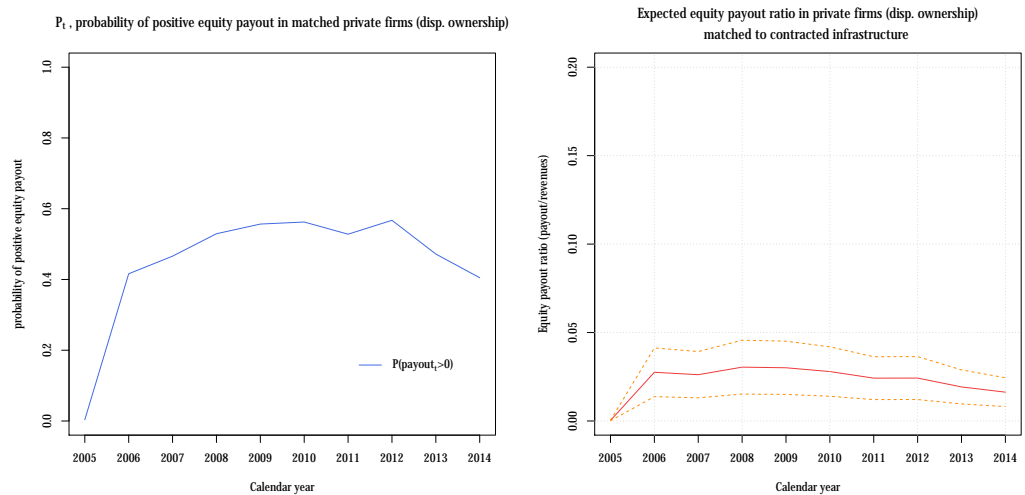 P_t , probability of positive equity payout in matched private firms (disp. ownership)
probability of positive equity payout
1.0
0.8
0.6
0.4
0.2
0.0
P(payout_t>0)
2005 2006 2007 2008 2009 2010 2011 2012 2013 2014
Calendar year
Expected equity payout ratio in private firms (disp. ownership)
matched to contracted infrastructure
Equity payout ratio (payout/revenues)
0.20
0.15
0.10
0.05
0.00
2005 2006 2007 2008 2009 2010 2011 2012 2013 2014
Calendar year